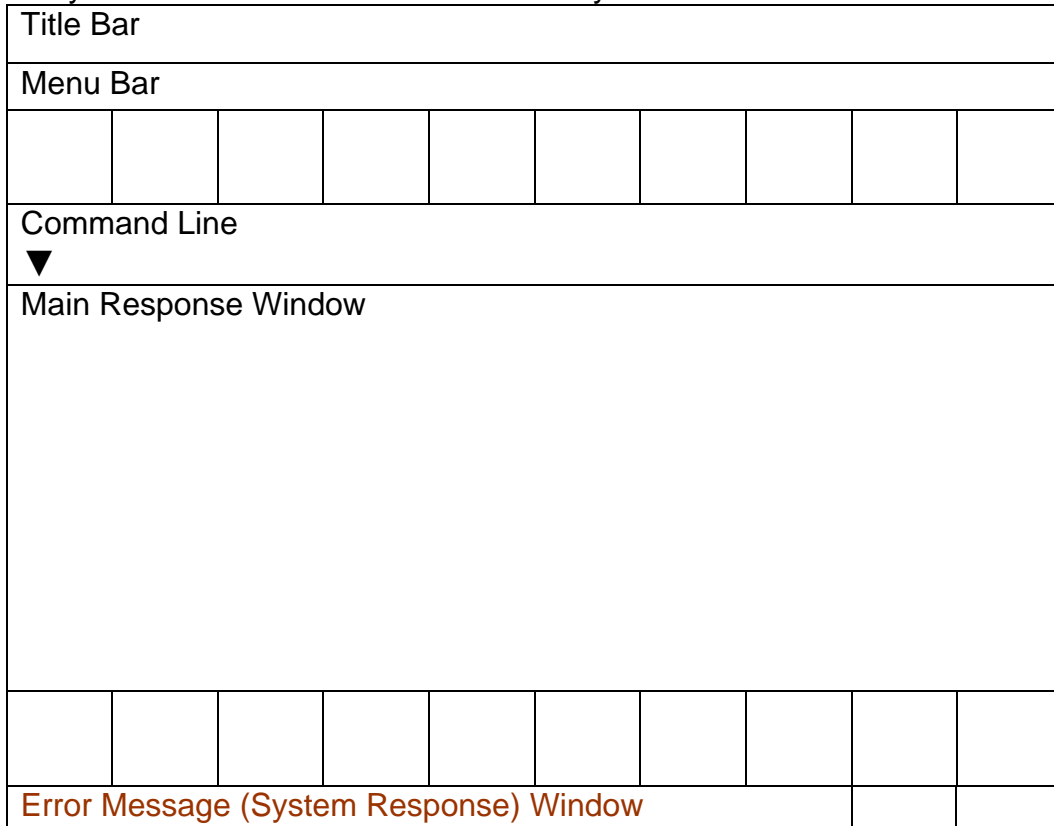 Title Bar
Menu Bar
Command Line
▼
Main Response Window
Error Message (System Response) Window